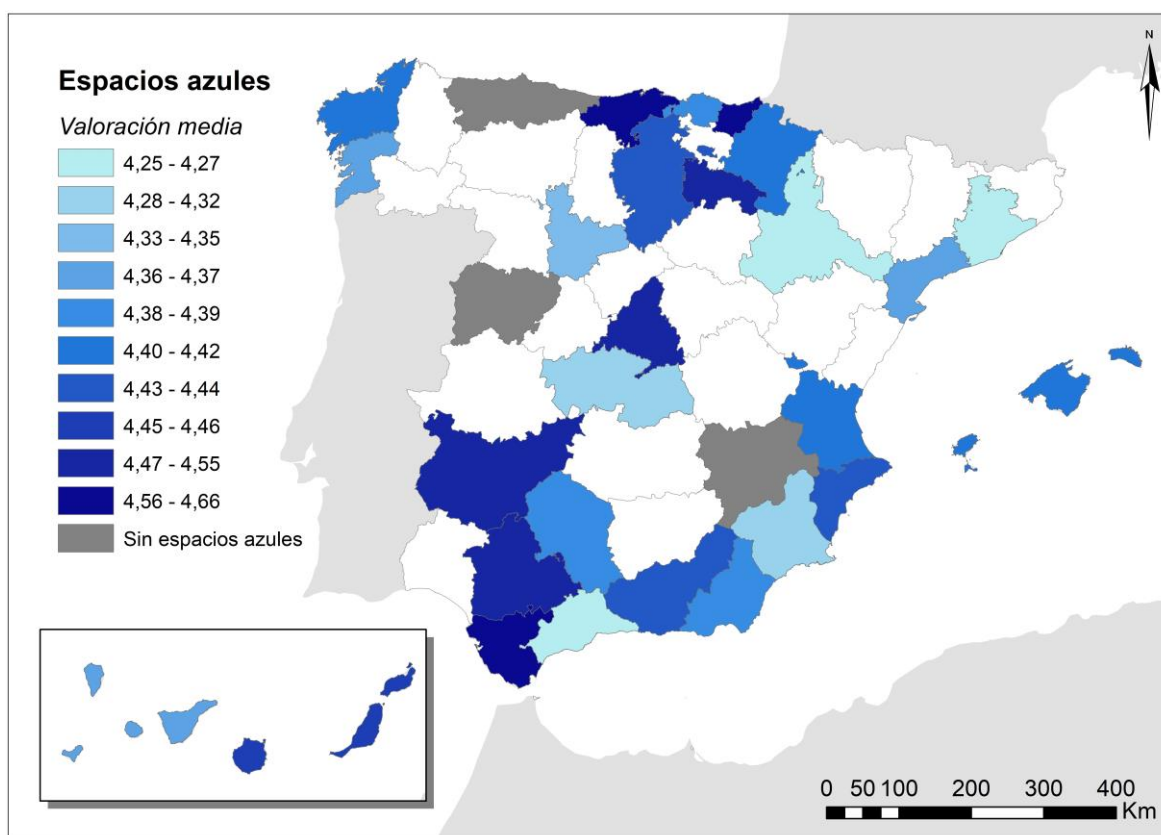 Espacios azules
Valoración media
4,25 - 4,27
4,28 - 4,32
4,33 - 4,35
4,36 - 4,37
4,38 - 4,39
4,40 - 4,42
4,43 - 4,44
4,45 - 4,46
4,47 - 4,55
4,56 - 4,66
Sin espacios azules
N
0 50 100 200 300 400
Km